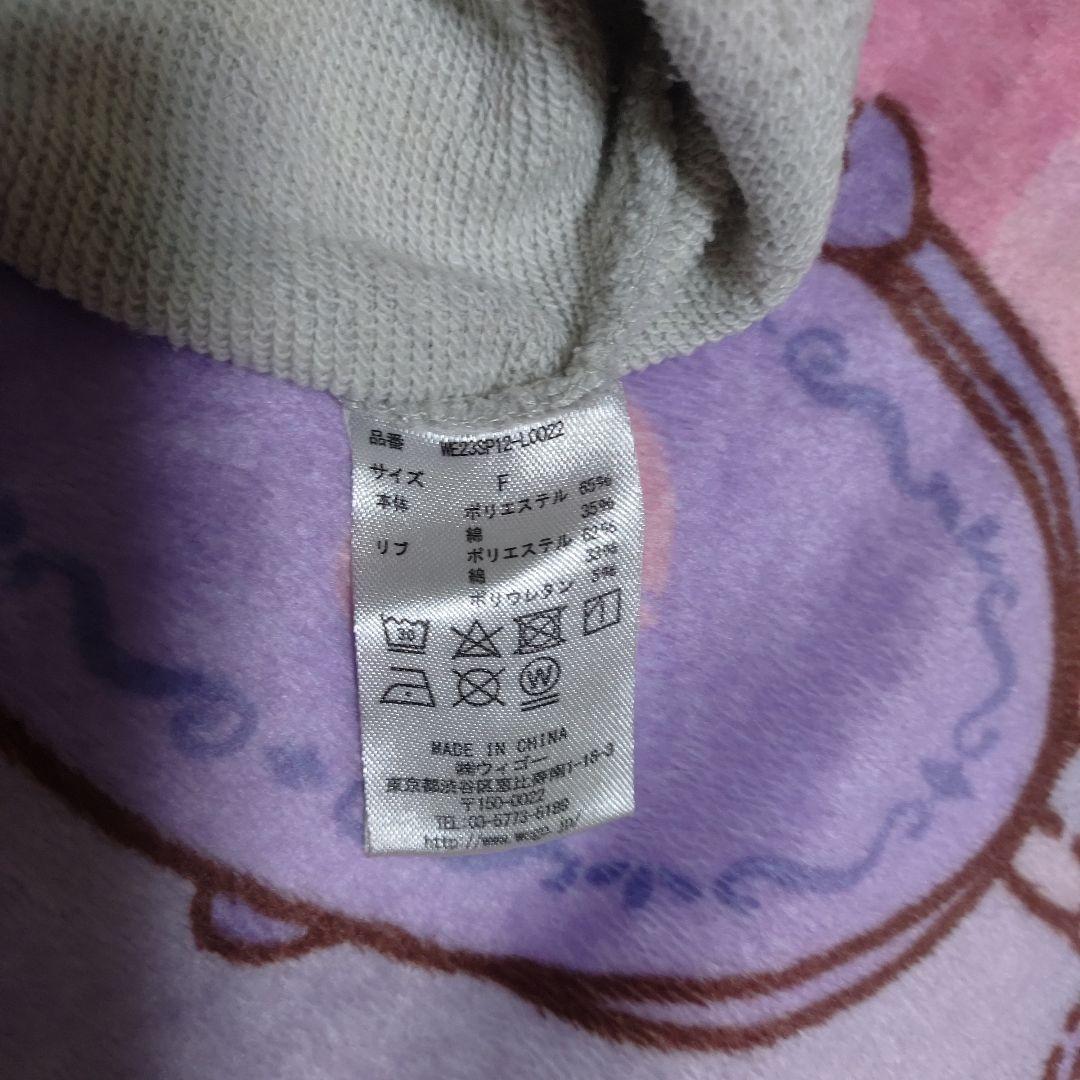 品番 WE23SP12-L0022
サイズ F
本体 ポリエステル 65%
綿 35%
リブ ポリエステル 62%
綿 33%
ポリウレタン 5%
30
W
MADE IN CHINA
㈱ウィゴー
東京都渋谷区恵比寿南1-18-3
〒150-0022
TEL:03-5773-5189
http://www.wego.jp/